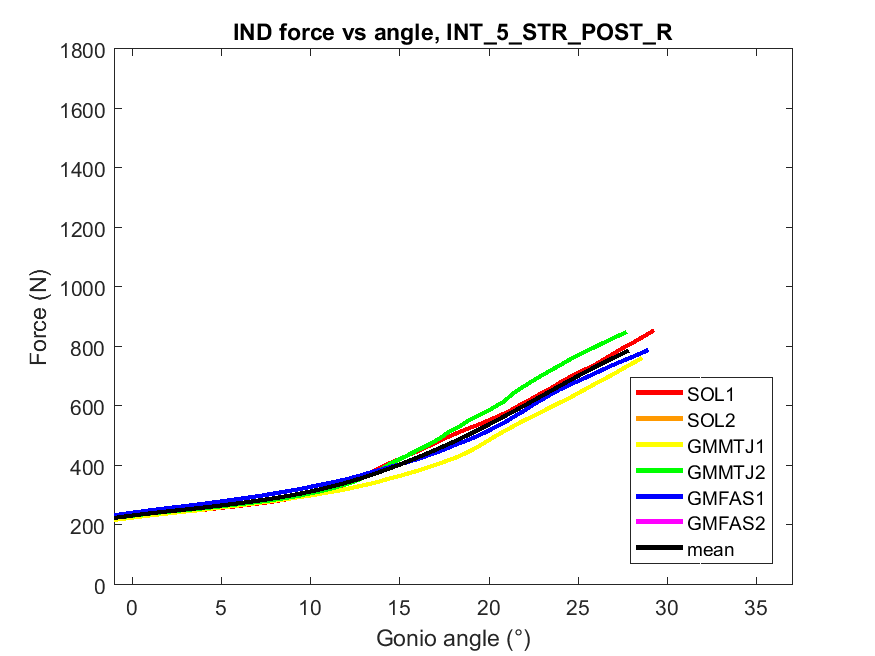 IND force vs angle, INT_5_STR_POST_R
1800
1600
1400
1200
1000
800
600
400
200
0
Force (N)
SOL1
SOL2
GMMTJ1
GMMTJ2
GMFAS1
GMFAS2
mean
0 5 10 15 20 25 30 35
Gonio angle (°)